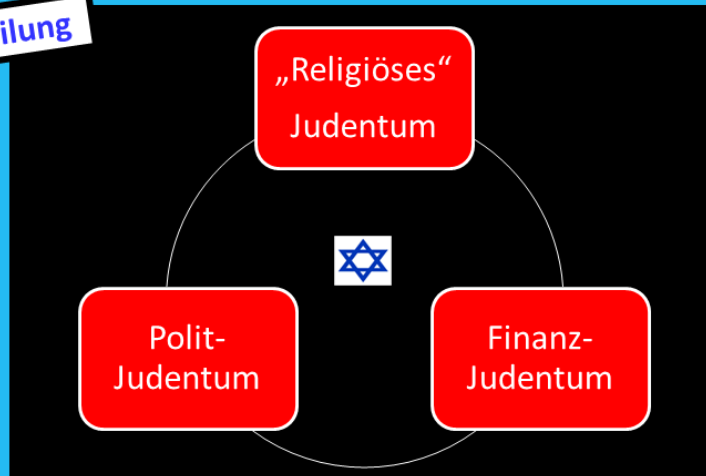 ilung
„Religiöses“
Judentum
Polit-
Judentum
Finanz-
Judentum